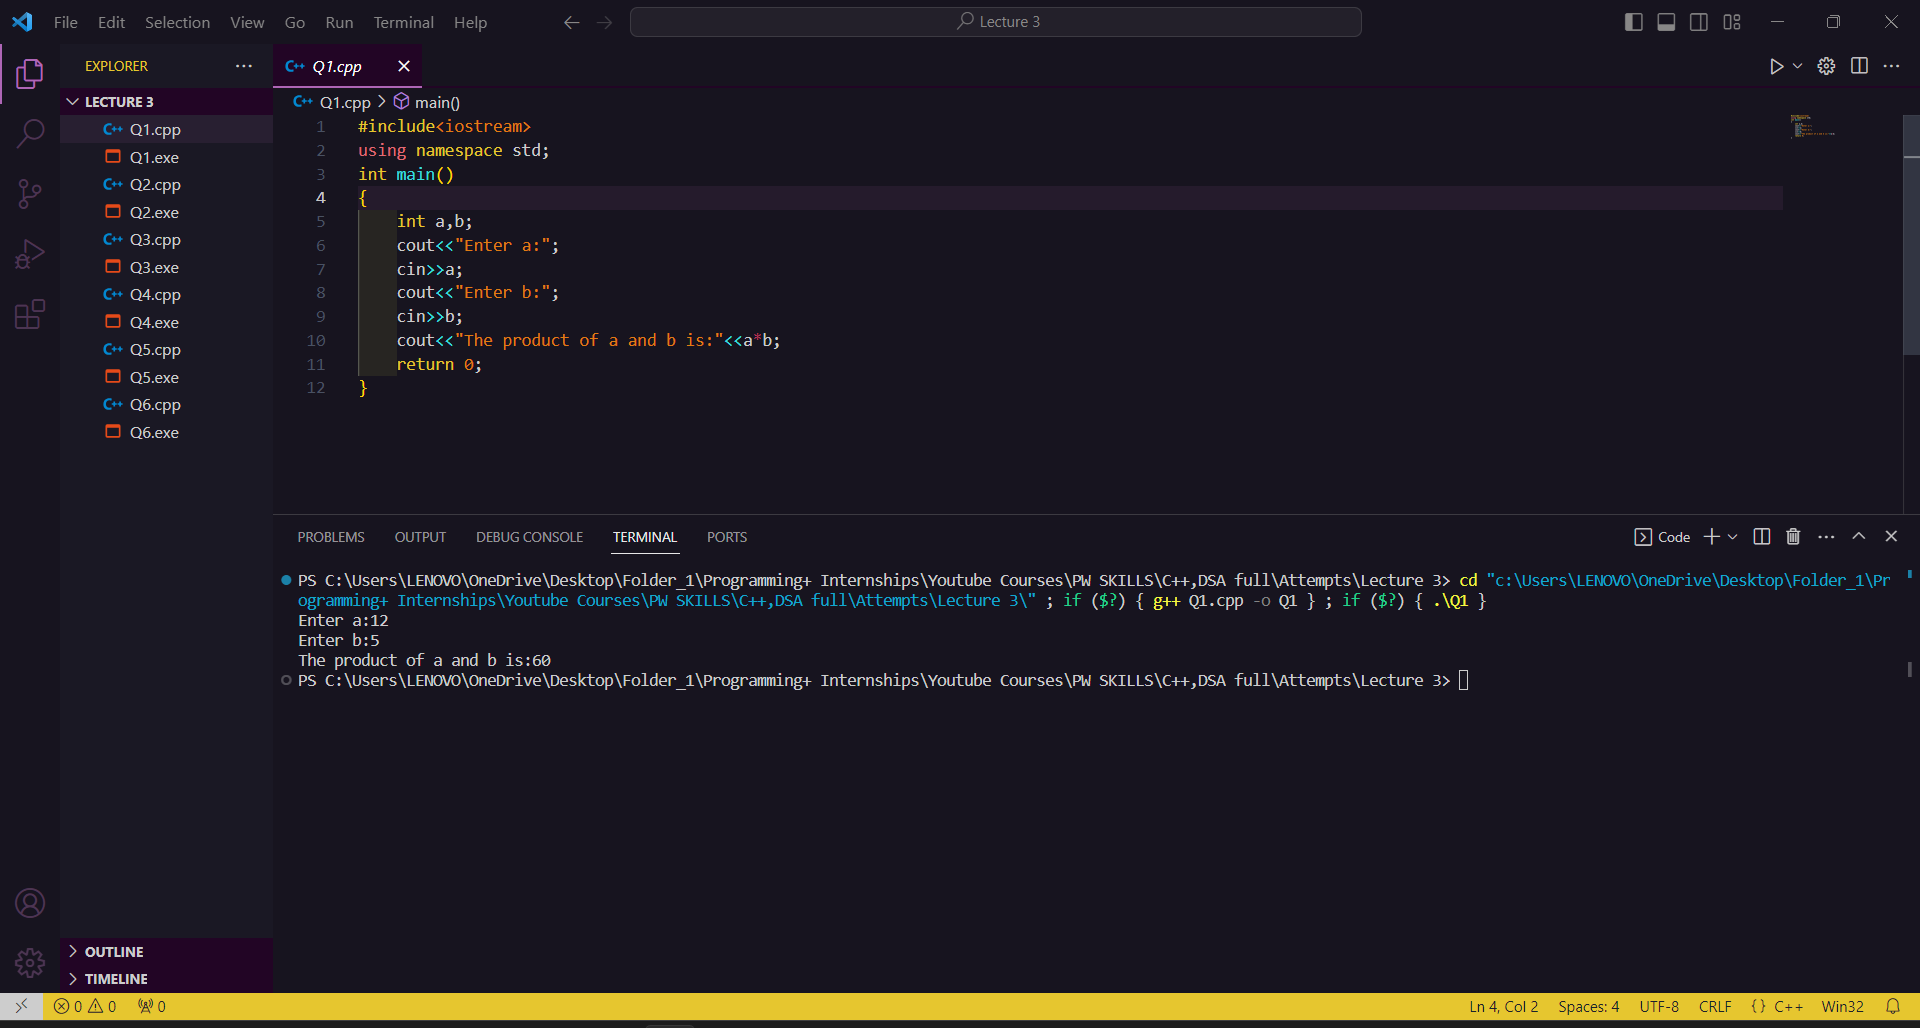 File Edit Selection View Go Run Terminal Help
Lecture 3
EXPLORER
LECTURE 3
Q1.cpp
Q1.exe
Q2.cpp
Q2.exe
Q3.cpp
Q3.exe
Q4.cpp
Q4.exe
Q5.cpp
Q5.exe
Q6.cpp
Q6.exe
OUTLINE
TIMELINE
C++ Q1.cpp
C++ Q1.cpp > main()
1 #include<iostream>
2 using namespace std;
3 int main()
4 {
5 int a,b;
6 cout<<"Enter a:";
7 cin>>a;
8 cout<<"Enter b:";
9 cin>>b;
10 cout<<"The product of a and b is:"<<a*b;
11 return 0;
12 }
PROBLEMS OUTPUT DEBUG CONSOLE TERMINAL PORTS
Code
PS C:\Users\LENOVO\OneDrive\Desktop\Folder_1\Programming+ Internships\Youtube Courses\PW SKILLS\C++,DSA full\Attempts\Lecture 3> cd "c:\Users\LENOVO\OneDrive\Desktop\Folder_1\Pr
ogramming+ Internships\Youtube Courses\PW SKILLS\C++,DSA full\Attempts\Lecture 3\" ; if ($?) { g++ Q1.cpp -o Q1 } ; if ($?) { .\Q1 }
Enter a:12
Enter b:5
The product of a and b is:60
PS C:\Users\LENOVO\OneDrive\Desktop\Folder_1\Programming+ Internships\Youtube Courses\PW SKILLS\C++,DSA full\Attempts\Lecture 3>
0 0 0
Ln 4, Col 2 Spaces: 4 UTF-8 CRLF {} C++ Win32